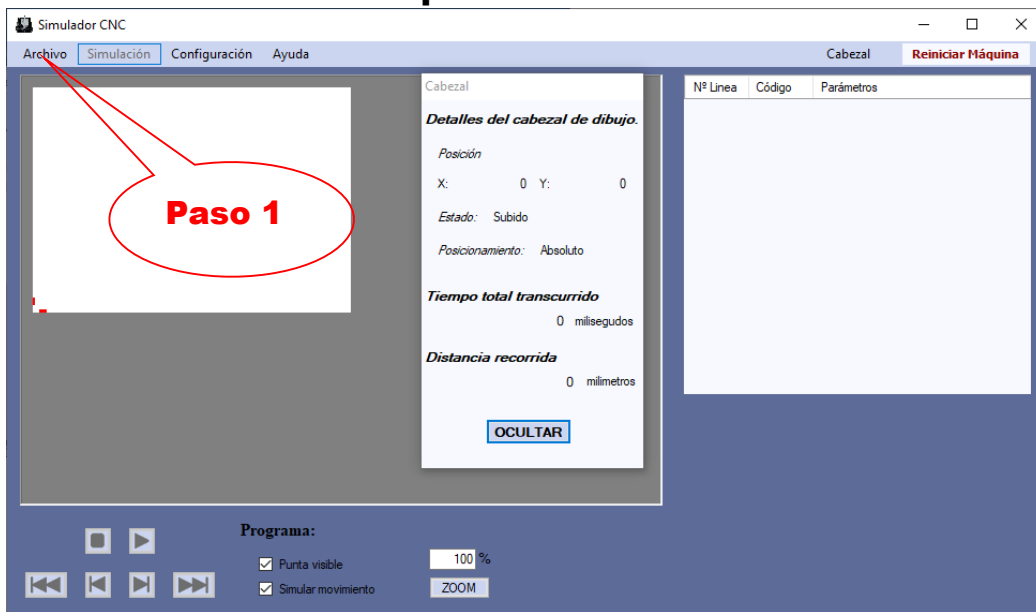 Simulador CNC
Archivo Simulación Configuración Ayuda Cabezal Reiniciar Máquina
Cabezal
Detalles del cabezal de dibujo.
Posición
X: 0 Y: 0
Estado: Subido
Posicionamiento: Absoluto
Tiempo total transcurrido
0 milisegudos
Distancia recorrida
0 milimetros
OCULTAR
Nº Linea Código Parámetros
Paso 1
Programa:
Punta visible
Simular movimiento
100 %
ZOOM